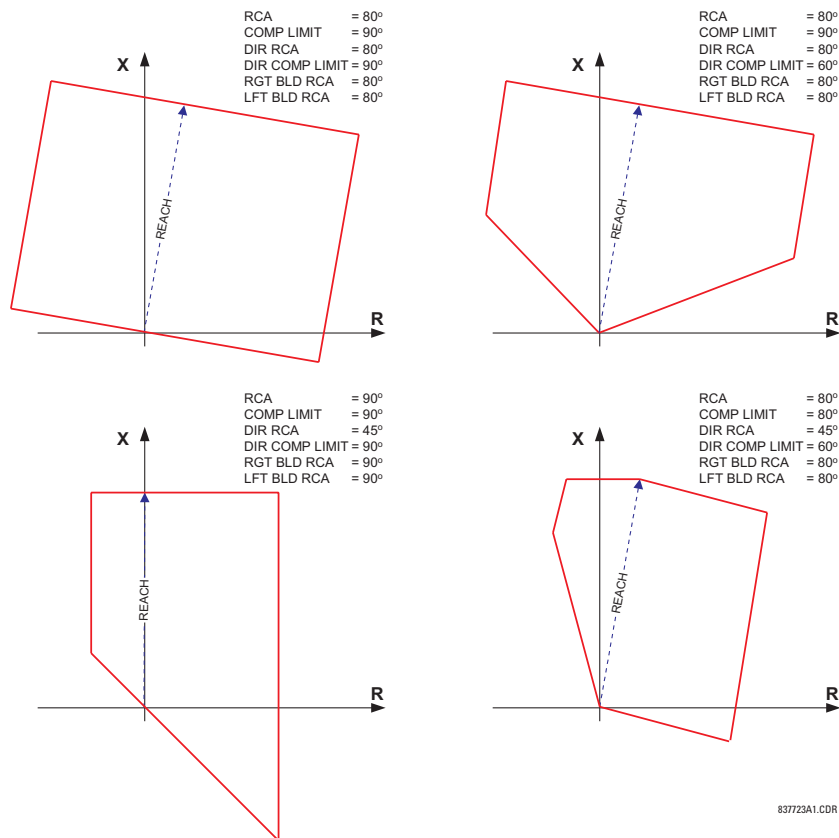 RCA = 80º
COMP LIMIT = 90º
DIR RCA = 80º
DIR COMP LIMIT = 90º
RGT BLD RCA = 80º
LFT BLD RCA = 80º
X
REACH
R
RCA = 80º
COMP LIMIT = 90º
DIR RCA = 80º
DIR COMP LIMIT = 60º
RGT BLD RCA = 80º
LFT BLD RCA = 80º
X
REACH
R
RCA = 90º
COMP LIMIT = 90º
DIR RCA = 45º
DIR COMP LIMIT = 90º
RGT BLD RCA = 90º
LFT BLD RCA = 90º
X
REACH
R
RCA = 80º
COMP LIMIT = 80º
DIR RCA = 45º
DIR COMP LIMIT = 60º
RGT BLD RCA = 80º
LFT BLD RCA = 80º
X
REACH
R
837723A1.CDR